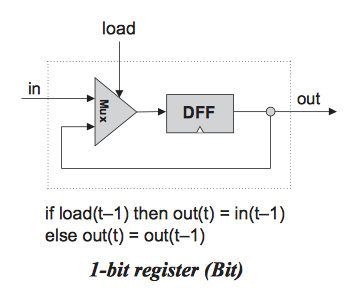 load
in
Mux
DFF
out
if load(t–1) then out(t) = in(t–1)
else out(t) = out(t–1)
1-bit register (Bit)